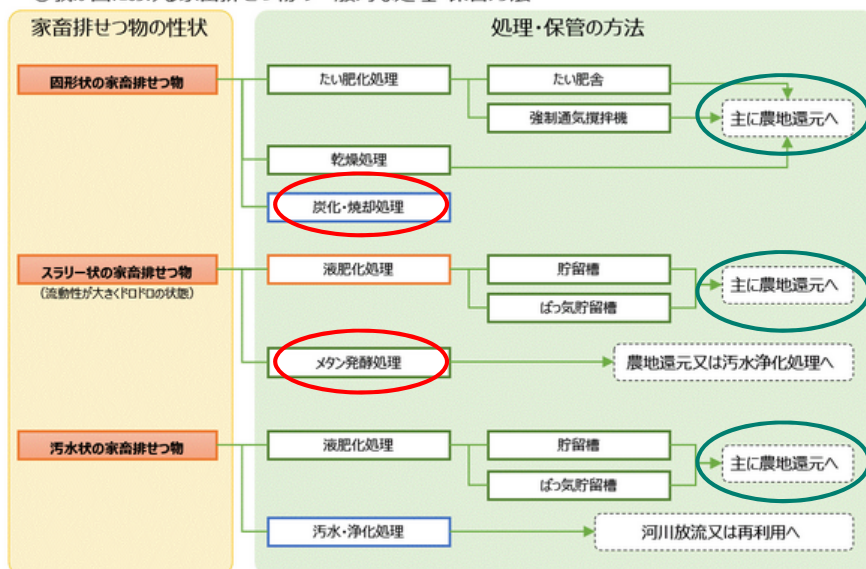 家畜排せつ物の性状
処理・保管の方法
固形状の家畜排せつ物
たい肥化処理
たい肥舎
強制通気攪拌機
主に農地還元へ
乾燥処理
炭化・焼却処理
スラリー状の家畜排せつ物
(流動性が大きくドロドロの状態)
液肥化処理
貯留槽
ばっ気貯留槽
主に農地還元へ
メタン発酵処理
農地還元又は汚水浄化処理へ
汚水状の家畜排せつ物
液肥化処理
貯留槽
ばっ気貯留槽
主に農地還元へ
汚水・浄化処理
河川放流又は再利用へ